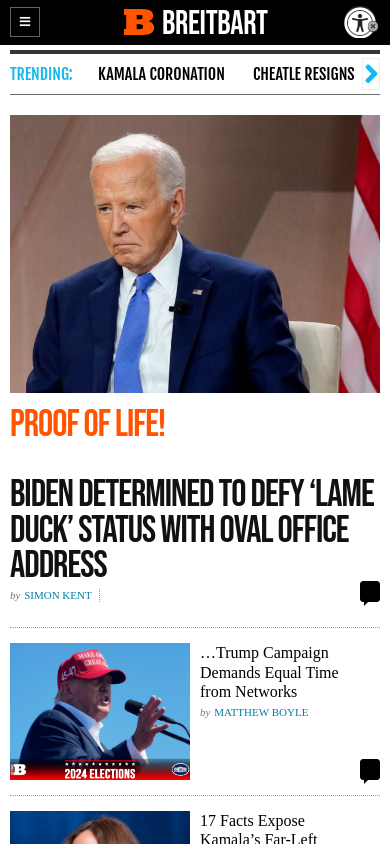 BREITBART
TRENDING: KAMALA CORONATION CHEATLE RESIGNS
PROOF OF LIFE!
BIDEN DETERMINED TO DEFY ‘LAME
DUCK’ STATUS WITH OVAL OFFICE
ADDRESS
by SIMON KENT
…Trump Campaign
Demands Equal Time
from Networks
by MATTHEW BOYLE
MAKE AMERICA
GREAT AGAIN
45-47
B
2024 ELECTIONS
17 Facts Expose
Kamala’s Far-Left